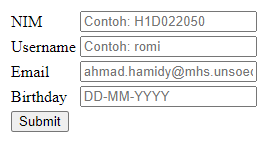 NIM Contoh: H1D022050
Username Contoh: romi
Email ahmad.hamidy@mhs.unsoe
Birthday DD-MM-YYYY
Submit